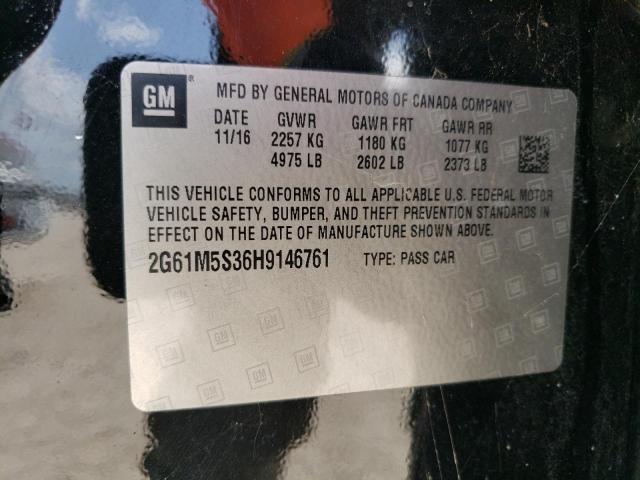 GM ® MFD BY GENERAL MOTORS OF CANADA COMPANY
DATE GVWR GAWR FRT GAWR RR
11/16 2257 KG 1180 KG 1077 KG
4975 LB 2602 LB 2373 LB
THIS VEHICLE CONFORMS TO ALL APPLICABLE U.S. FEDERAL MOTOR
VEHICLE SAFETY, BUMPER, AND THEFT PREVENTION STANDARDS IN
EFFECT ON THE DATE OF MANUFACTURE SHOWN ABOVE.
2G61M5S36H9146761 TYPE: PASS CAR